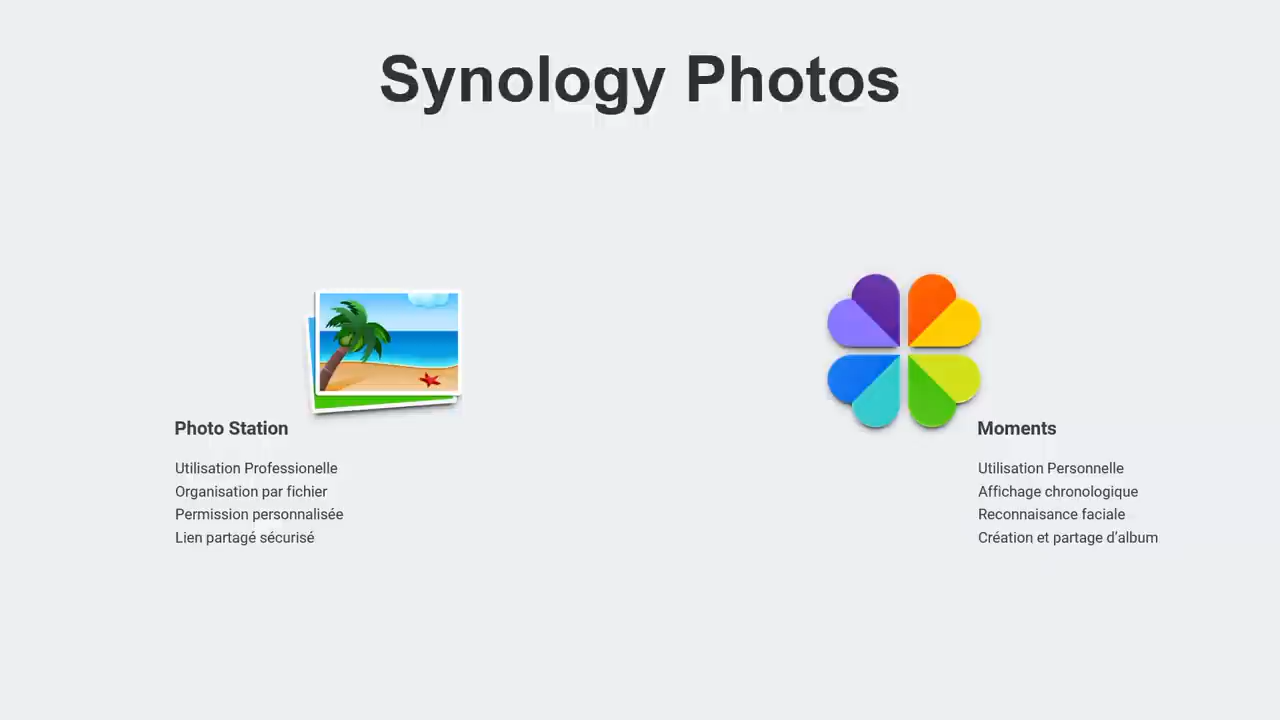 Synology Photos
Photo Station
Utilisation Professionelle
Organisation par fichier
Permission personnalisée
Lien partagé sécurisé
Moments
Utilisation Personnelle
Affichage chronologique
Reconnaisance faciale
Création et partage d’album